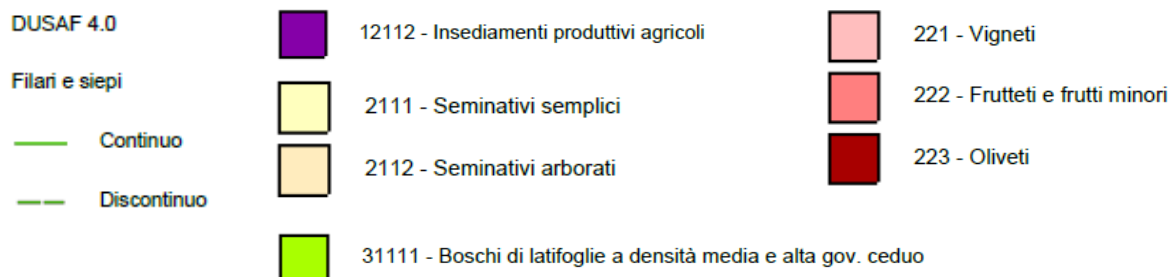 DUSAF 4.0
Filari e siepi
Continuo
Discontinuo
12112 - Insediamenti produttivi agricoli
2111 - Seminativi semplici
2112 - Seminativi arborati
31111 - Boschi di latifoglie a densità media e alta gov. ceduo
221 - Vigneti
222 - Frutteti e frutti minori
223 - Oliveti